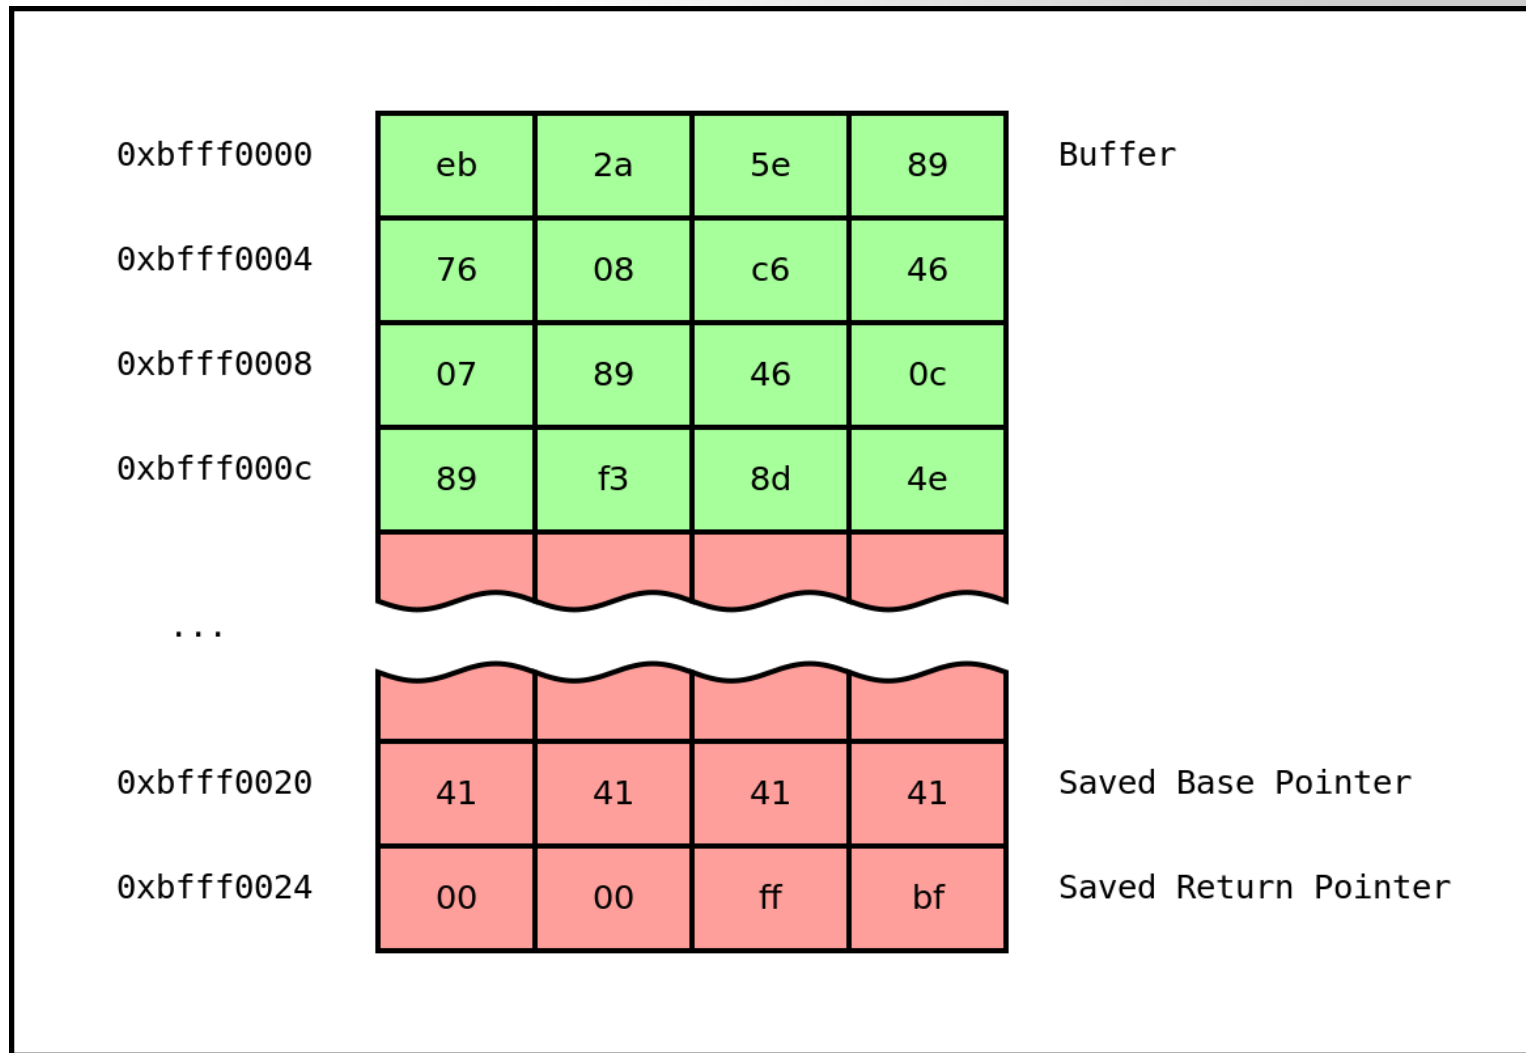 0xbfff0000 eb 2a 5e 89 Buffer
0xbfff0004 76 08 c6 46
0xbfff0008 07 89 46 0c
0xbfff000c 89 f3 8d 4e
...
0xbfff0020 41 41 41 41 Saved Base Pointer
0xbfff0024 00 00 ff bf Saved Return Pointer